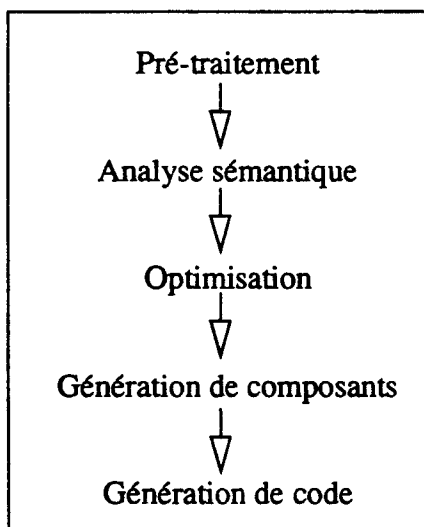 Pré-traitement
Analyse sémantique
Optimisation
Génération de composants
Génération de code